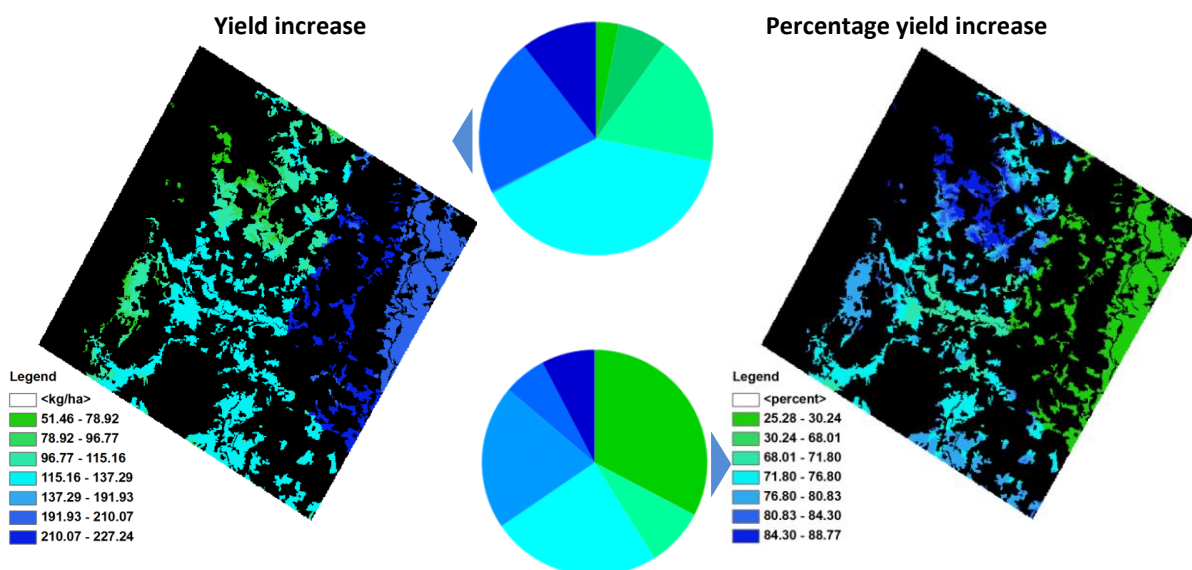 Yield increase
Percentage yield increase
Legend
<kg/ha>
51.46 - 78.92
78.92 - 96.77
96.77 - 115.16
115.16 - 137.29
137.29 - 191.93
191.93 - 210.07
210.07 - 227.24
Legend
<percent>
25.28 - 30.24
30.24 - 68.01
68.01 - 71.80
71.80 - 76.80
76.80 - 80.83
80.83 - 84.30
84.30 - 88.77